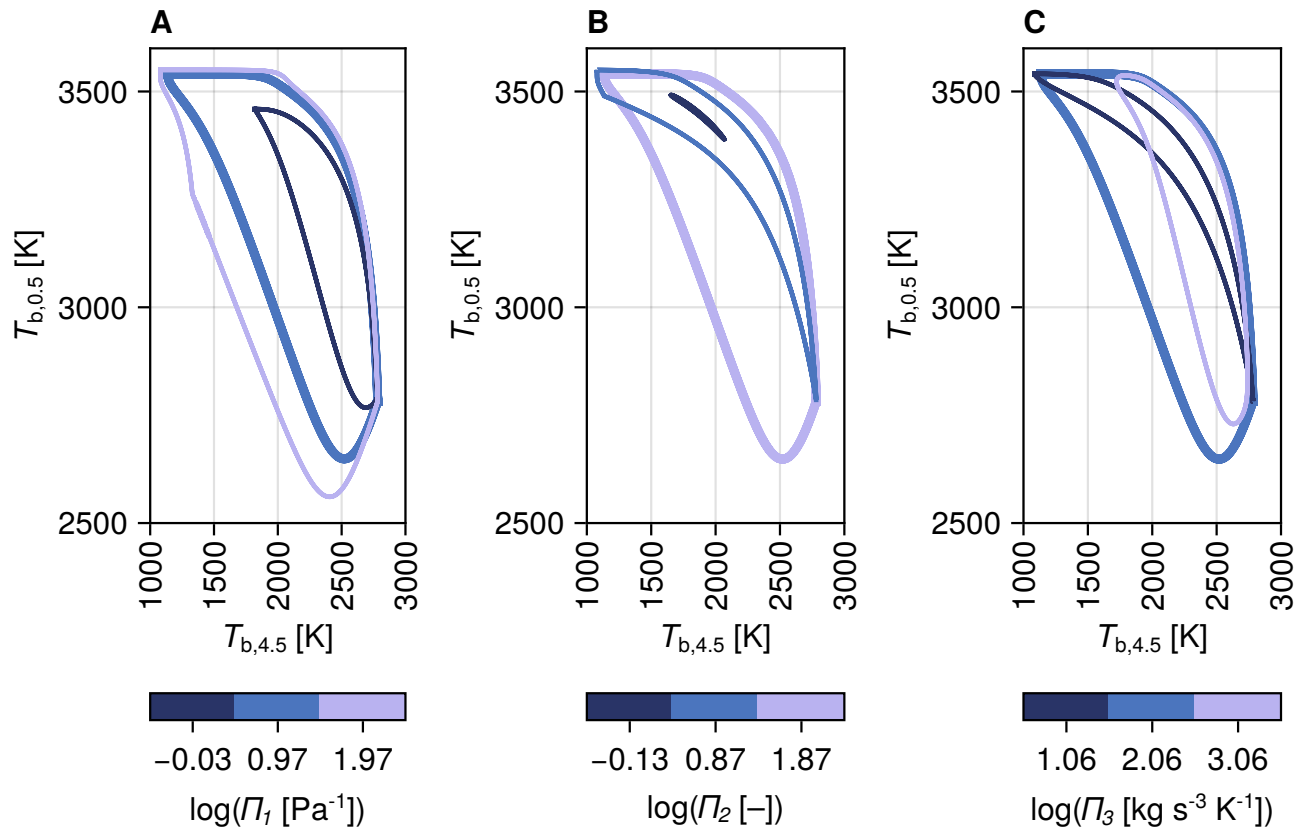 A
B
C
3500
3000
2500
T_b,0.5 [K]
1000
1500
2000
2500
3000
T_b,4.5 [K]
3500
3000
2500
T_b,0.5 [K]
1000
1500
2000
2500
3000
T_b,4.5 [K]
3500
3000
2500
T_b,0.5 [K]
1000
1500
2000
2500
3000
T_b,4.5 [K]
−0.03 0.97 1.97
log(Π₁ [Pa⁻¹])
−0.13 0.87 1.87
log(Π₂ [–])
1.06 2.06 3.06
log(Π₃ [kg s⁻³ K⁻¹])